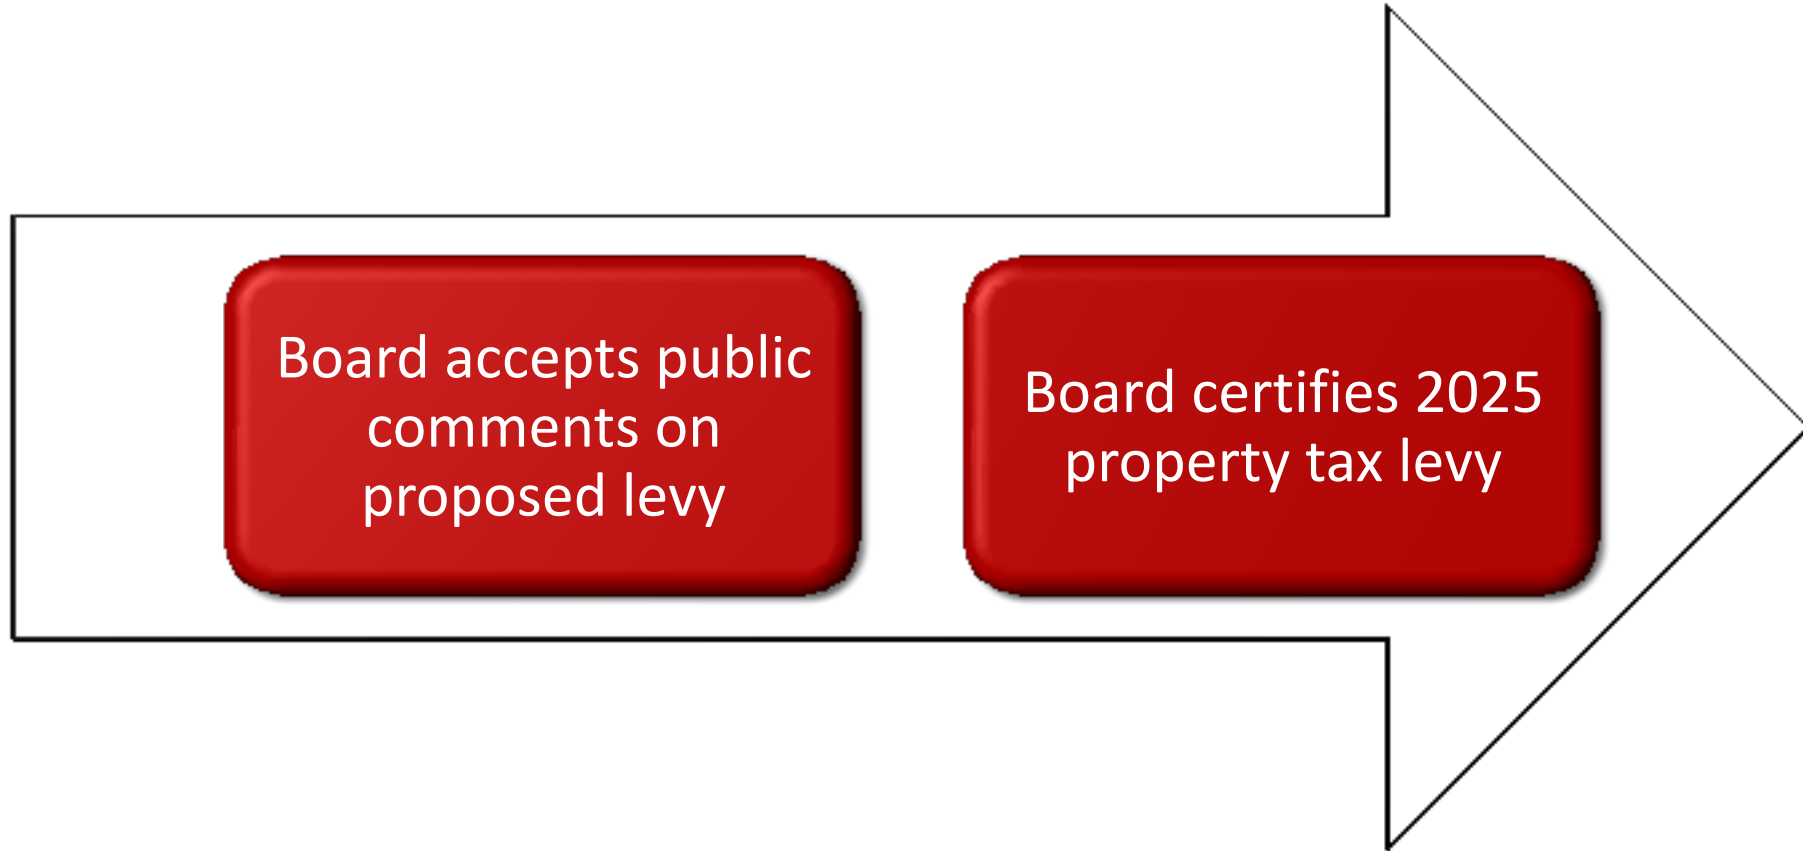 Board accepts public
comments on
proposed levy
Board certifies 2025
property tax levy